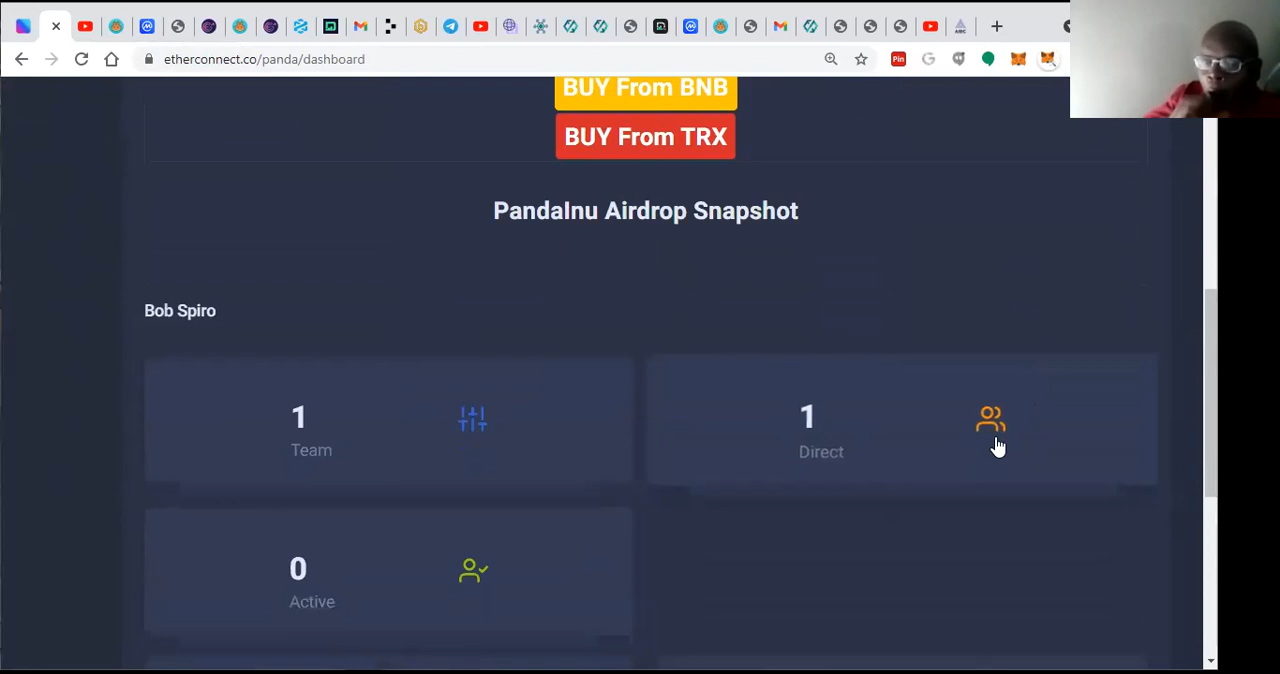 etherconnect.co/panda/dashboard
Pin
BUY From BNB
BUY From TRX
PandaInu Airdrop Snapshot
Bob Spiro
1
Team
1
Direct
0
Active